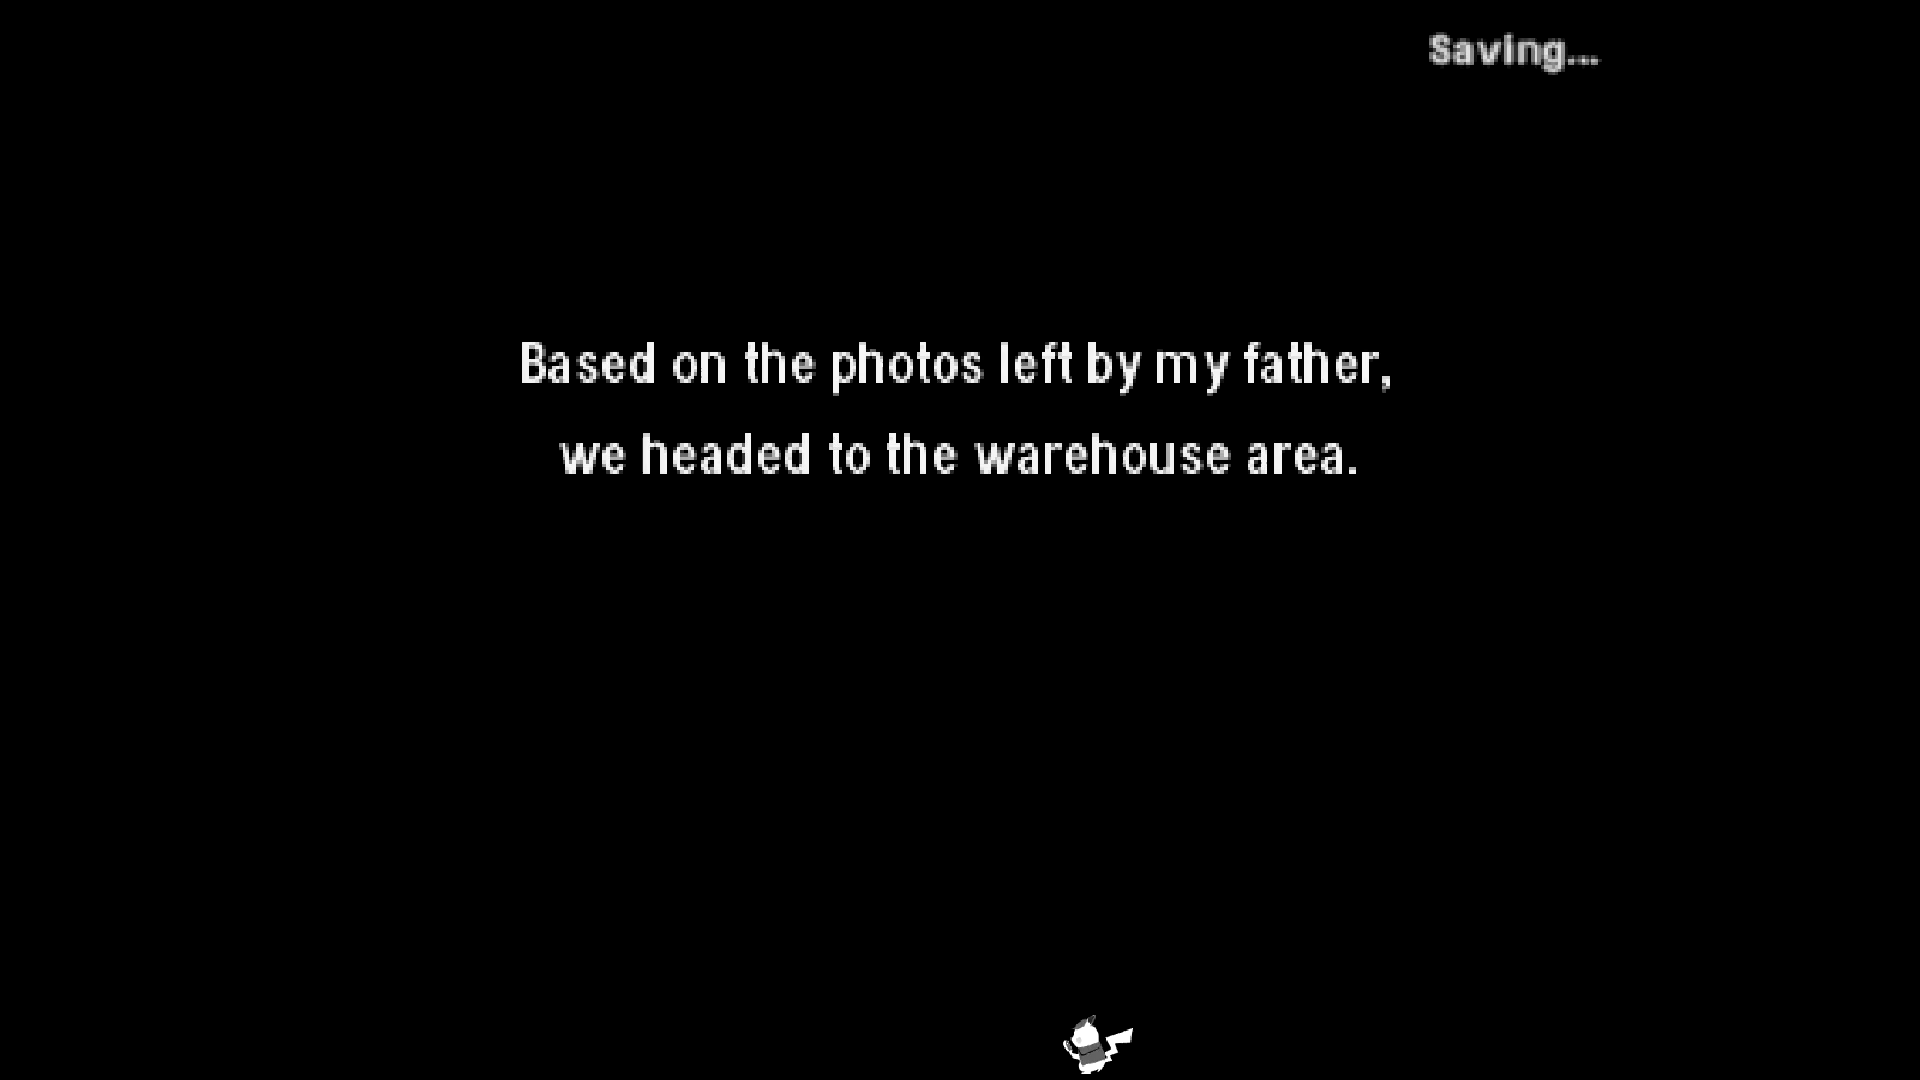 Saving...
Based on the photos left by my father,
we headed to the warehouse area.